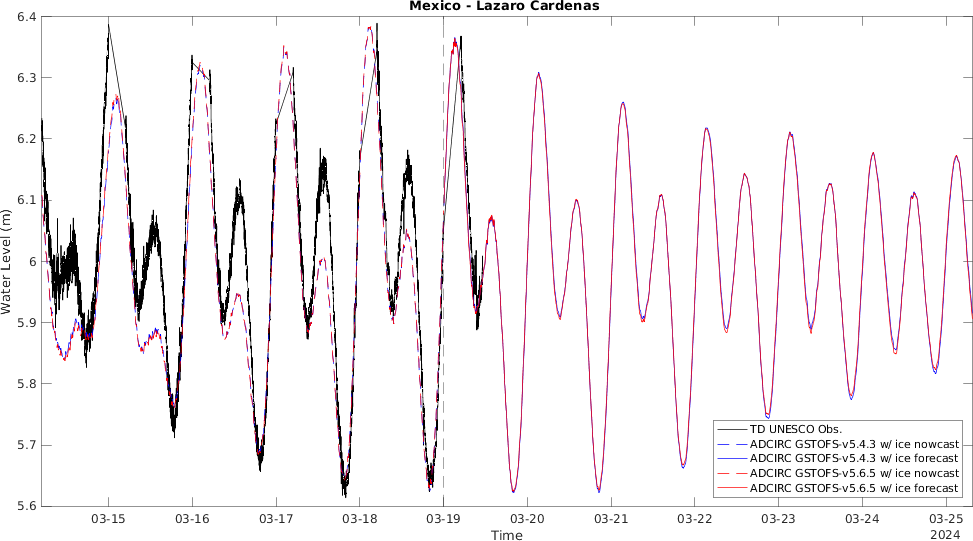 Mexico - Lazaro Cardenas
6.4
6.3
6.2
6.1
6
5.9
5.8
5.7
5.6
Water Level (m)
TD UNESCO Obs.
ADCIRC GSTOFS-v5.4.3 w/ ice nowcast
ADCIRC GSTOFS-v5.4.3 w/ ice forecast
ADCIRC GSTOFS-v5.6.5 w/ ice nowcast
ADCIRC GSTOFS-v5.6.5 w/ ice forecast
03-15 03-16 03-17 03-18 03-19 03-20 03-21 03-22 03-23 03-24 03-25
2024
Time